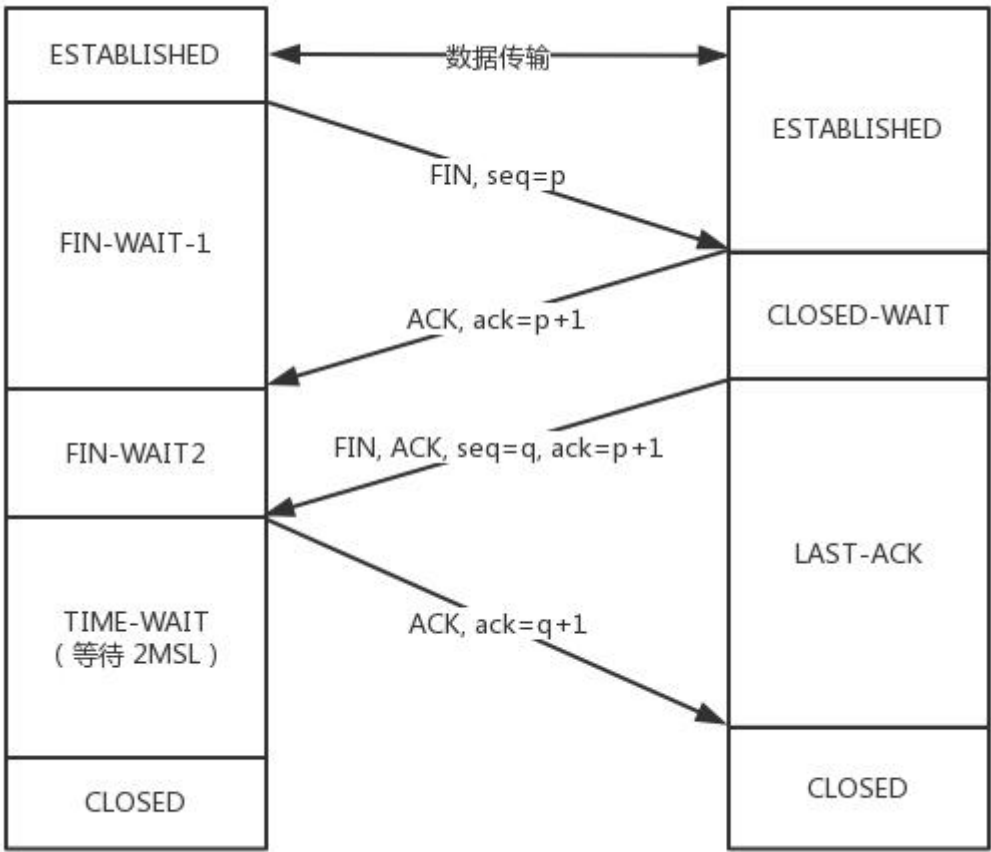 ESTABLISHED
数据传输
ESTABLISHED
FIN, seq=p
FIN-WAIT-1
ACK, ack=p+1
CLOSED-WAIT
FIN-WAIT2
FIN, ACK, seq=q, ack=p+1
LAST-ACK
TIME-WAIT
（等待 2MSL）
ACK, ack=q+1
CLOSED
CLOSED